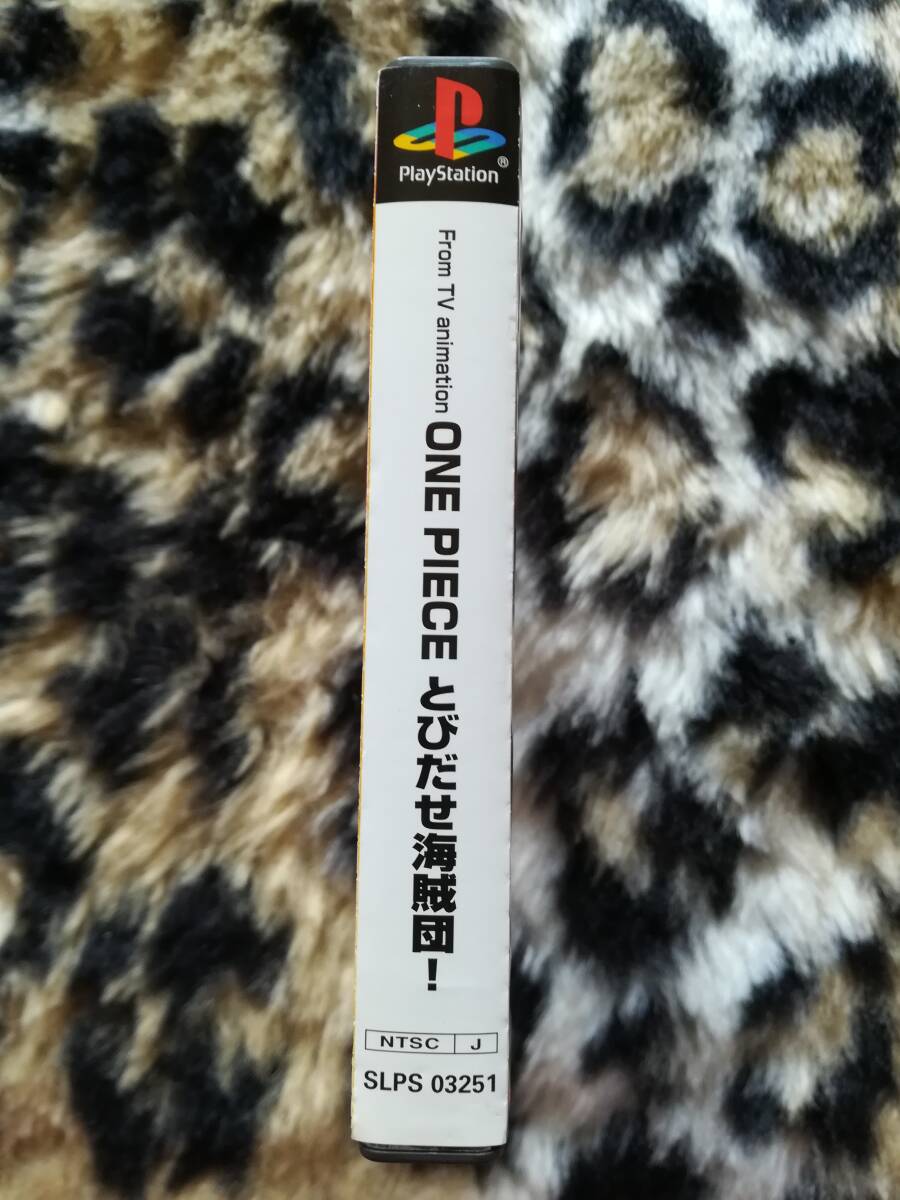 PlayStation®
From TV animation ONE PIECE とびだせ海賊団!
NTSC J
SLPS 03251